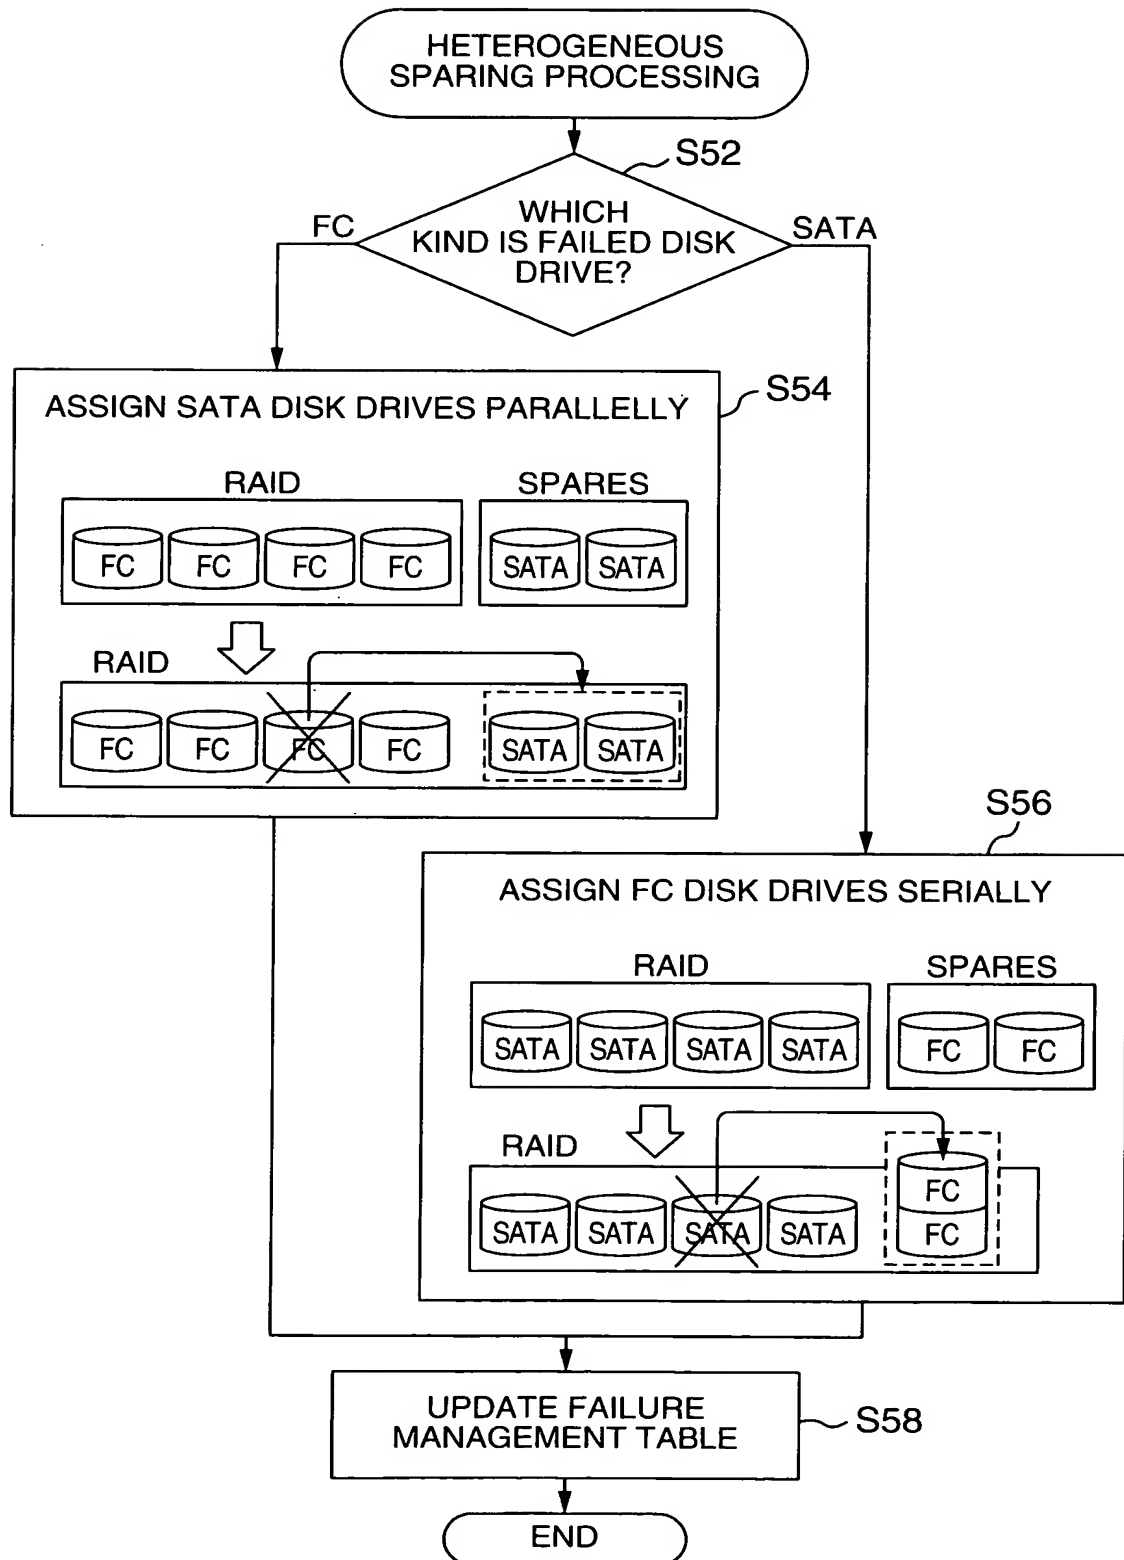 HETEROGENEOUS
SPARING PROCESSING
S52
WHICH
KIND IS FAILED DISK
DRIVE?
FC
SATA
S54
ASSIGN SATA DISK DRIVES PARALLELLY
RAID
SPARES
FC FC FC FC SATA SATA
RAID
FC FC FC FC SATA SATA
S56
ASSIGN FC DISK DRIVES SERIALLY
RAID
SPARES
SATA SATA SATA SATA FC FC
RAID
FC
SATA SATA SATA SATA FC
UPDATE FAILURE
MANAGEMENT TABLE
S58
END